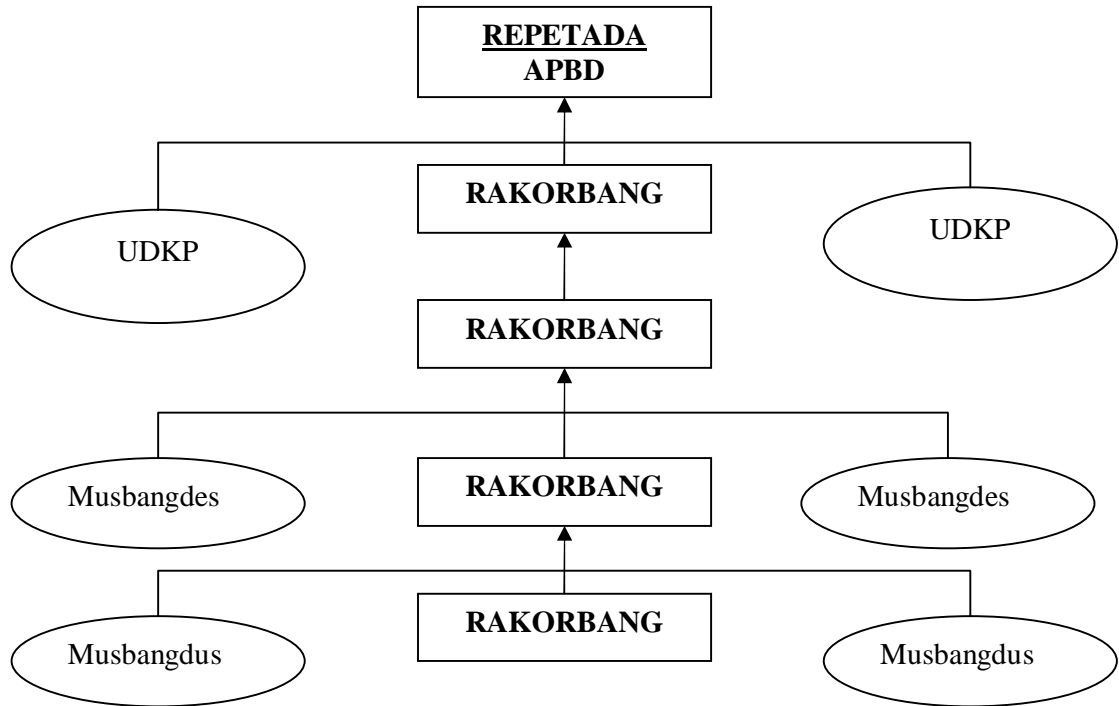 REPETADA
APBD
RAKORBANG
UDKP
UDKP
RAKORBANG
Musbangdes
RAKORBANG
Musbangdes
Musbangdus
RAKORBANG
Musbangdus